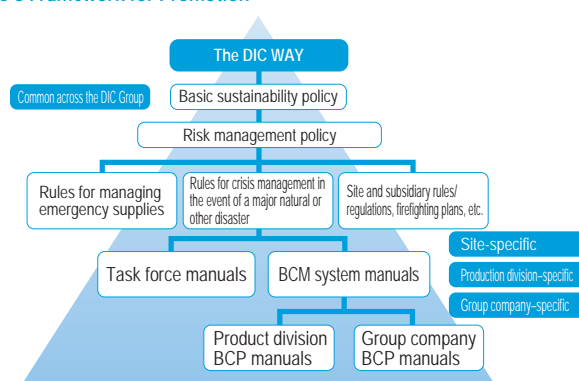 The DIC WAY
Common across the DIC Group
Basic sustainability policy
Risk management policy
Rules for managing
emergency supplies
Rules for crisis management in
the event of a major natural or
other disaster
Site and subsidiary rules/
regulations, firefighting plans, etc.
Site-specific
Task force manuals
BCM system manuals
Production division–specific
Group company–specific
Product division
BCP manuals
Group company
BCP manuals